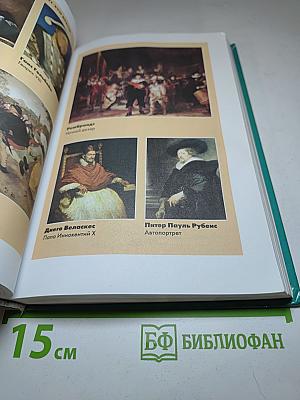 Рембрандт
Ночной дозор
Диего Веласкес
Папа Иннокентий X
Питер Пауль Рубенс
Автопортрет
15 см
БФ БИБЛИОФАН